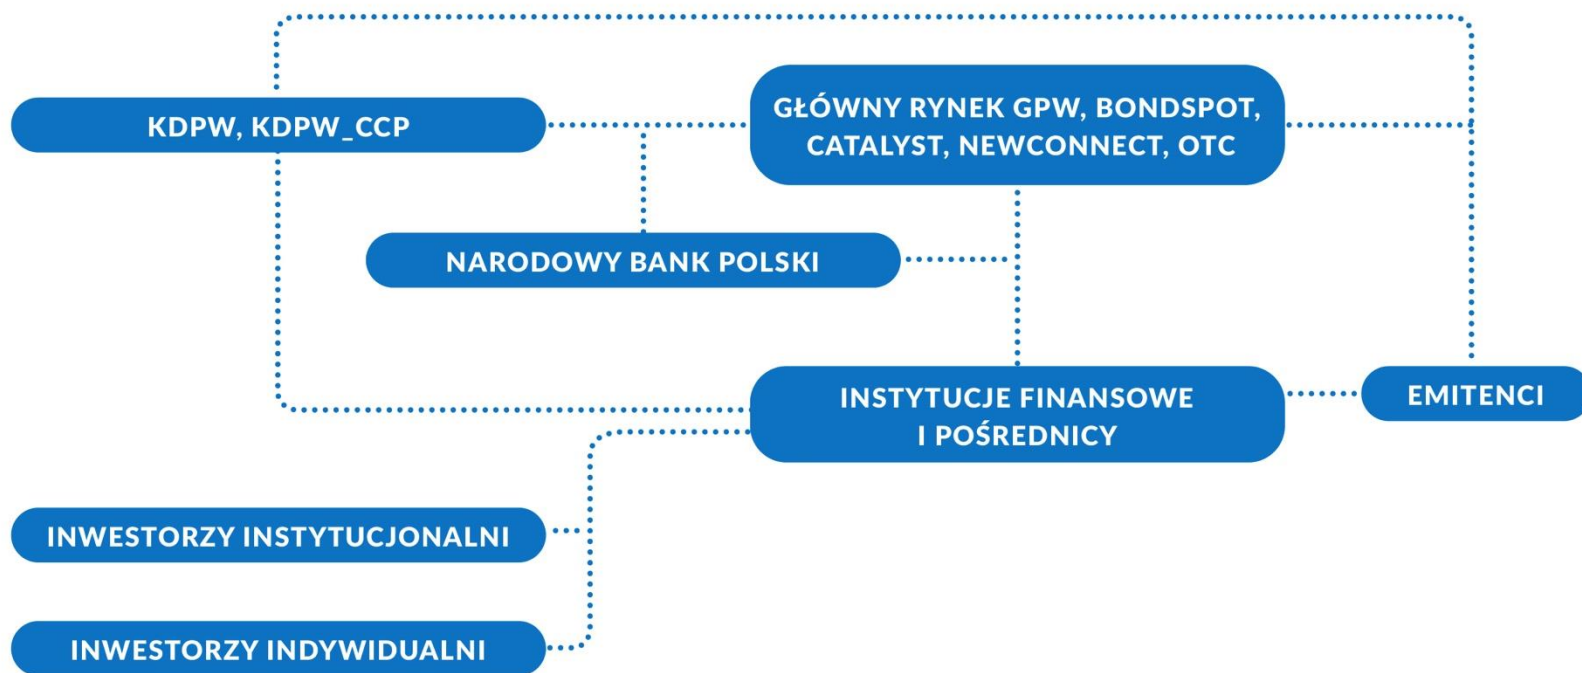 KDPW, KDPW_CCP
GŁÓWNY RYNEK GPW, BONDSPOT,
CATALYST, NEWCONNECT, OTC
NARODOWY BANK POLSKI
INSTYTUCJE FINANSOWE
I POŚREDNICY
EMITENCI
INWESTORZY INSTYTUCJONALNI
INWESTORZY INDYWIDUALNI